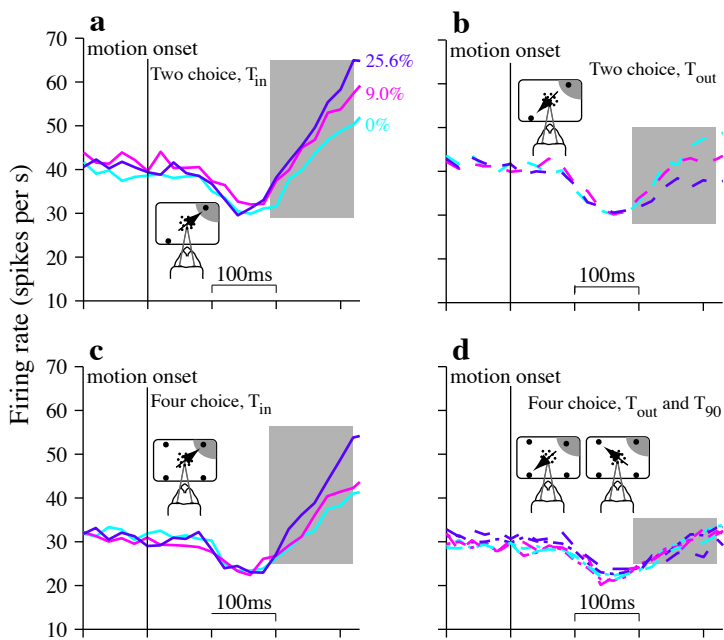 a
motion onset
Two choice, Tin
25.6%
9.0%
0%
100ms
70
60
50
40
30
20
10
b
motion onset
Two choice, Tout
100ms
Firing rate (spikes per s)
c
motion onset
Four choice, Tin
100ms
70
60
50
40
30
20
10
d
motion onset
Four choice, Tout and T90
100ms